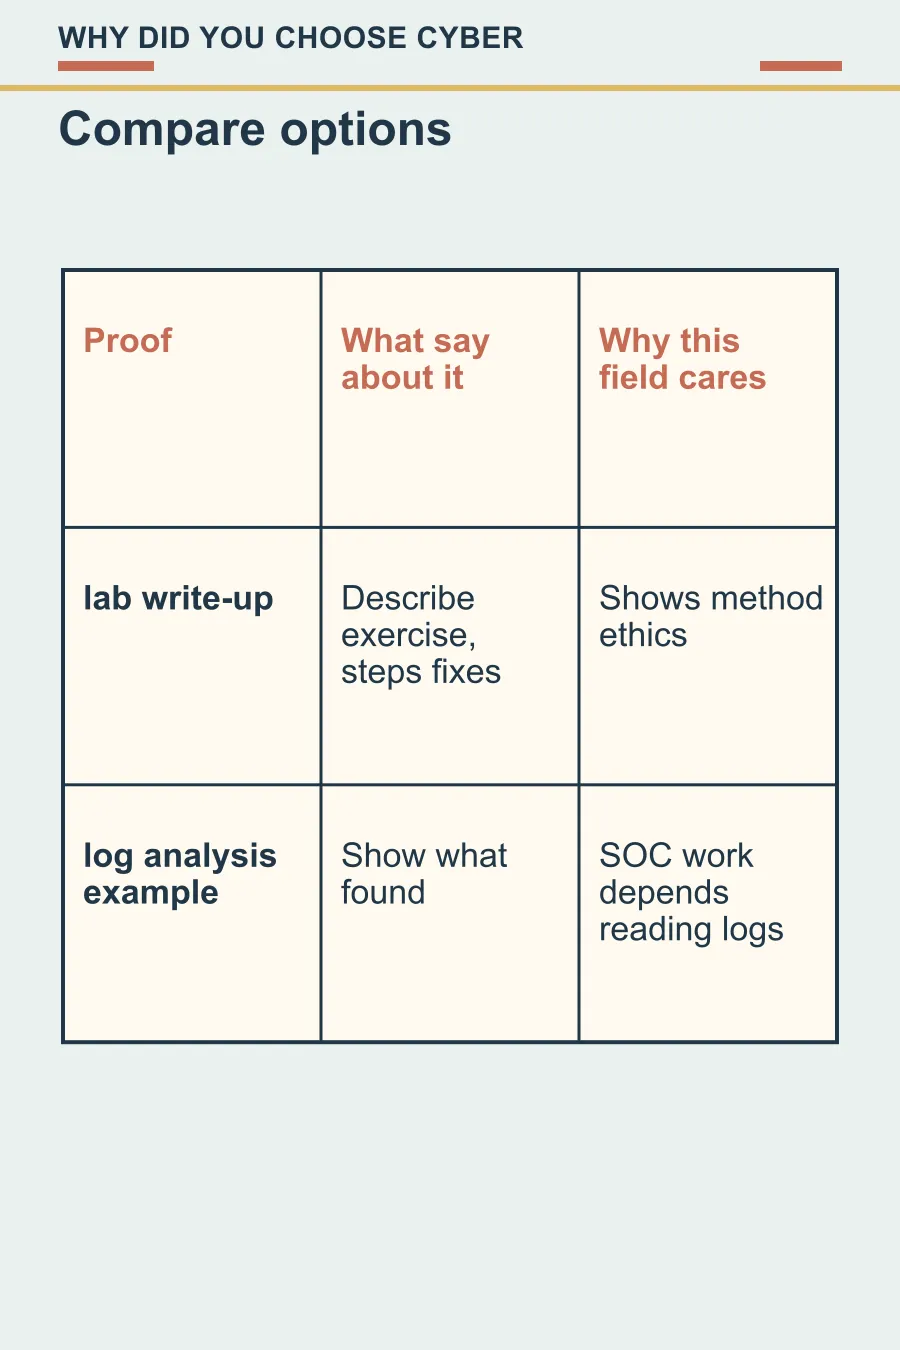 WHY DID YOU CHOOSE CYBER
Compare options
Proof
What say
about it
Why this
field cares
lab write-up
Describe
exercise,
steps fixes
Shows method
ethics
log analysis
example
Show what
found
SOC work
depends
reading logs